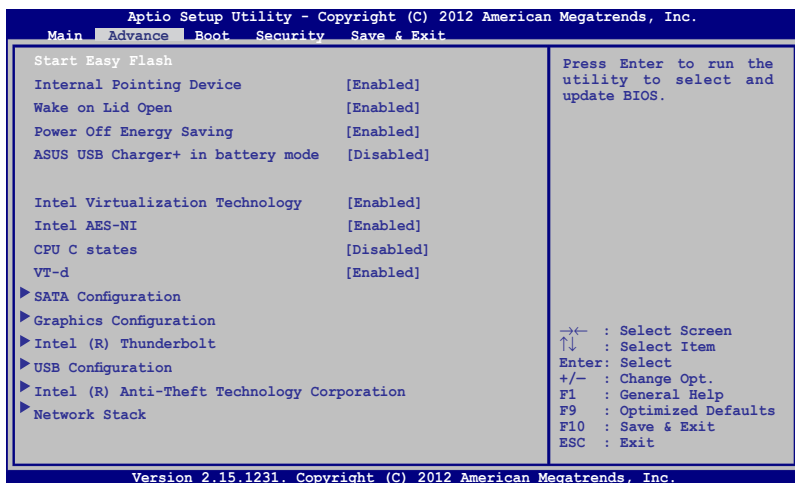 Aptio Setup Utility - Copyright (C) 2012 American Megatrends, Inc.
Main Advance Boot Security Save & Exit
Start Easy Flash
Internal Pointing Device [Enabled]
Wake on Lid Open [Enabled]
Power Off Energy Saving [Enabled]
ASUS USB Charger+ in battery mode [Disabled]
Intel Virtualization Technology [Enabled]
Intel AES-NI [Enabled]
CPU C states [Disabled]
VT-d [Enabled]
SATA Configuration
Graphics Configuration
Intel (R) Thunderbolt
USB Configuration
Intel (R) Anti-Theft Technology Corporation
Network Stack
Press Enter to run the
utility to select and
update BIOS.
→← : Select Screen
↑↓ : Select Item
Enter: Select
+/— : Change Opt.
F1 : General Help
F9 : Optimized Defaults
F10 : Save & Exit
ESC : Exit
Version 2.15.1231. Copyright (C) 2012 American Megatrends, Inc.